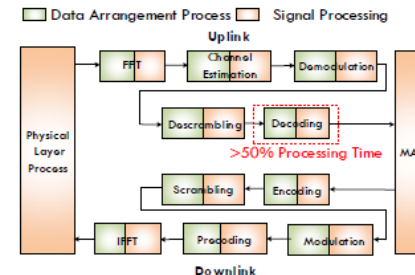 Data Arrangement Process Signal Processing
Uplink
FFT
Channel
Estimation
Demodulation
Physical
Layer
Process
Descrambling
Decoding
>50% Processing Time
MA
Scrambling
Encoding
IFFT
Precoding
Modulation
Downlink